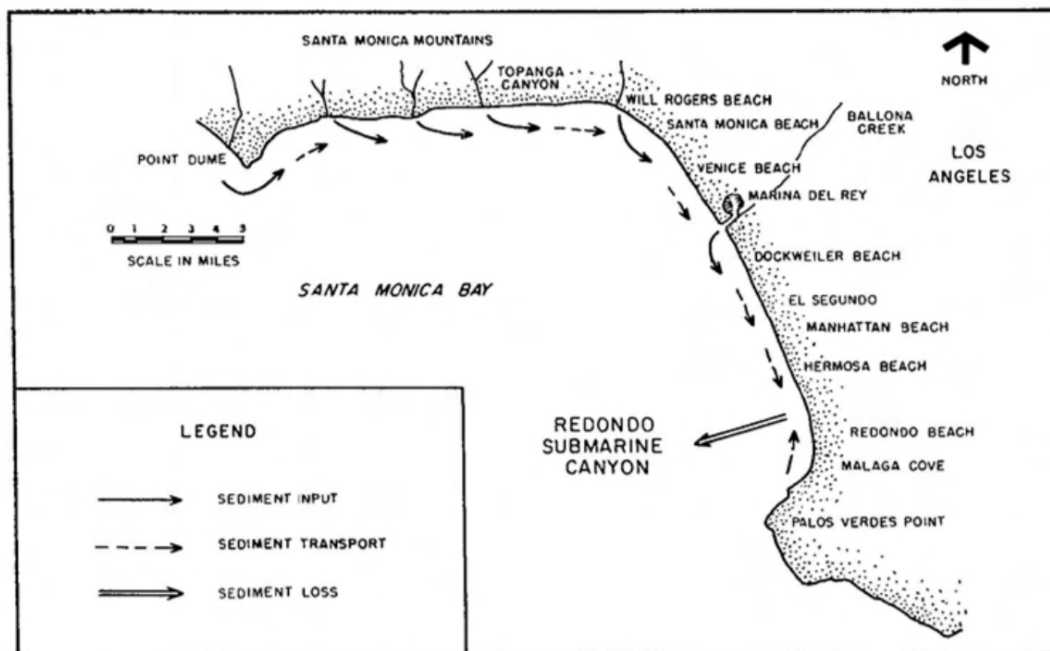 SANTA MONICA MOUNTAINS
TOPANGA
CANYON
NORTH
WILL ROGERS BEACH
SANTA MONICA BEACH
BALLONA
CREEK
LOS
ANGELES
POINT DUME
VENICE BEACH
MARINA DEL REY
0 1 2 3 4 5
SCALE IN MILES
DOCKWEILER BEACH
SANTA MONICA BAY
EL SEGUNDO
MANHATTAN BEACH
HERMOSA BEACH
REDONDO
SUBMARINE
CANYON
REDONDO BEACH
MALAGA COVE
PALOS VERDES POINT
LEGEND
SEDIMENT INPUT
SEDIMENT TRANSPORT
SEDIMENT LOSS